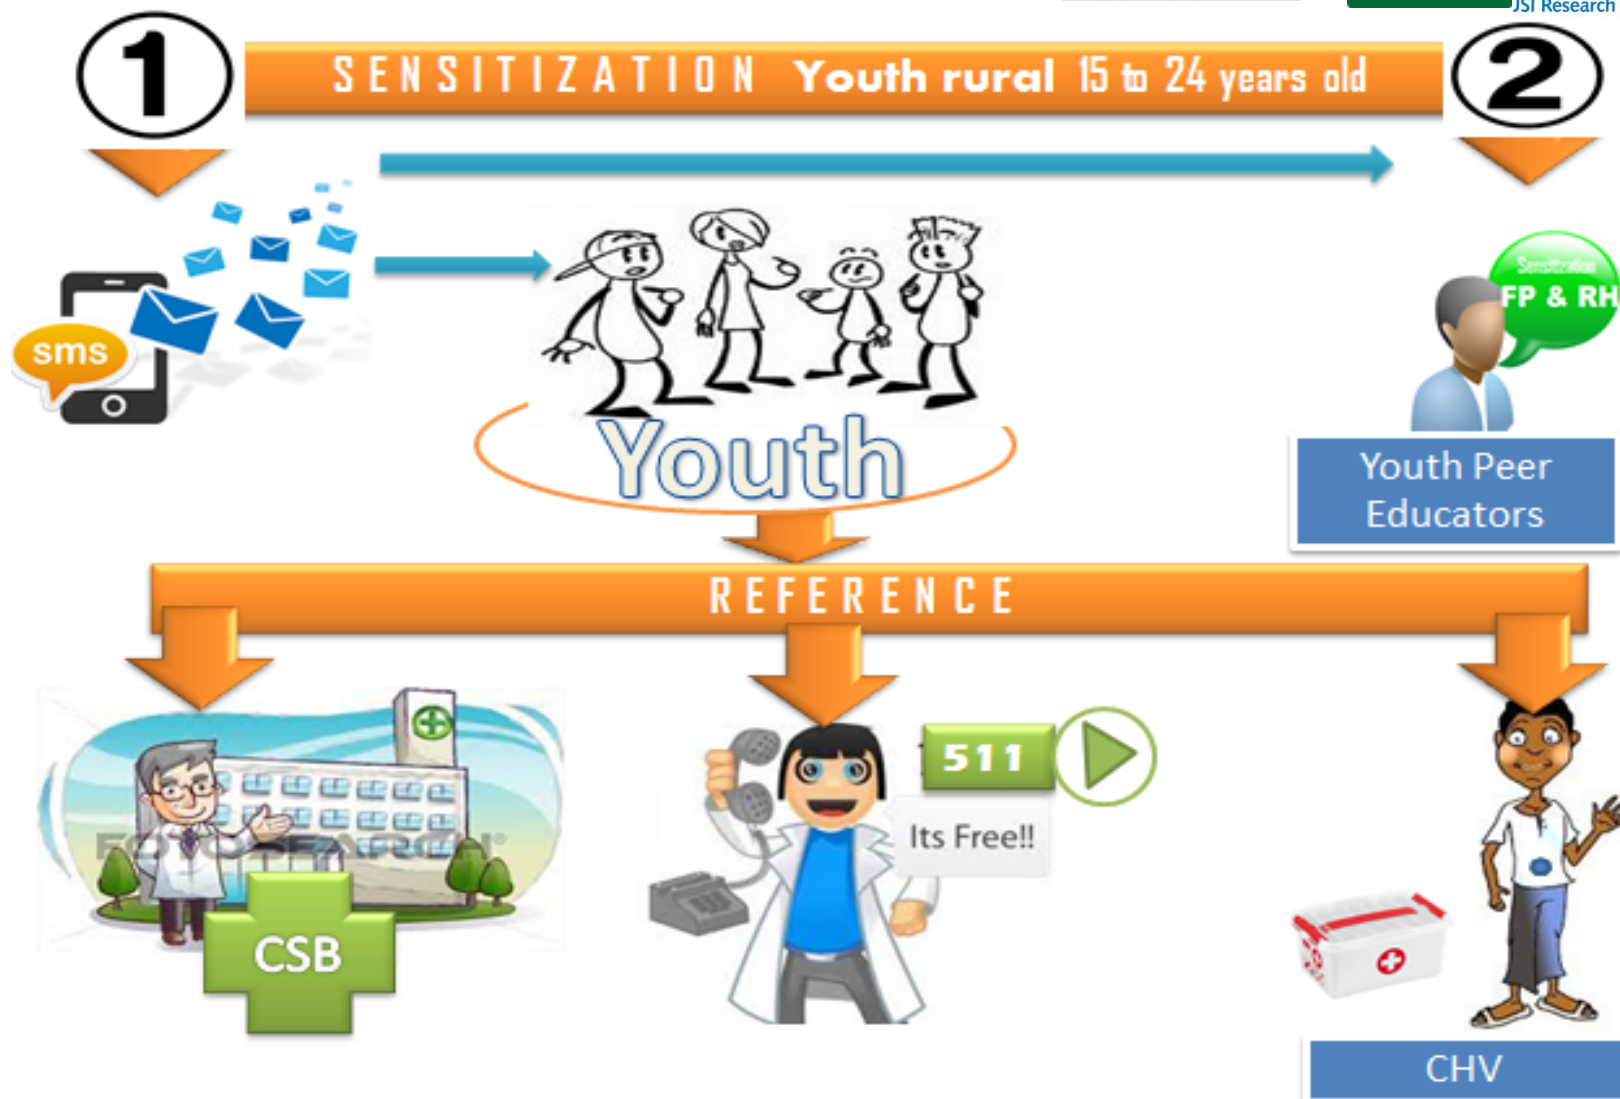 JSI Research
1
SENSITIZATION Youth rural 15 to 24 years old
2
sms
Sensitization
FP & RH
Youth
Youth Peer
Educators
REFERENCE
511
Its Free!!
FOTOSEARCH®
CSB
CHV